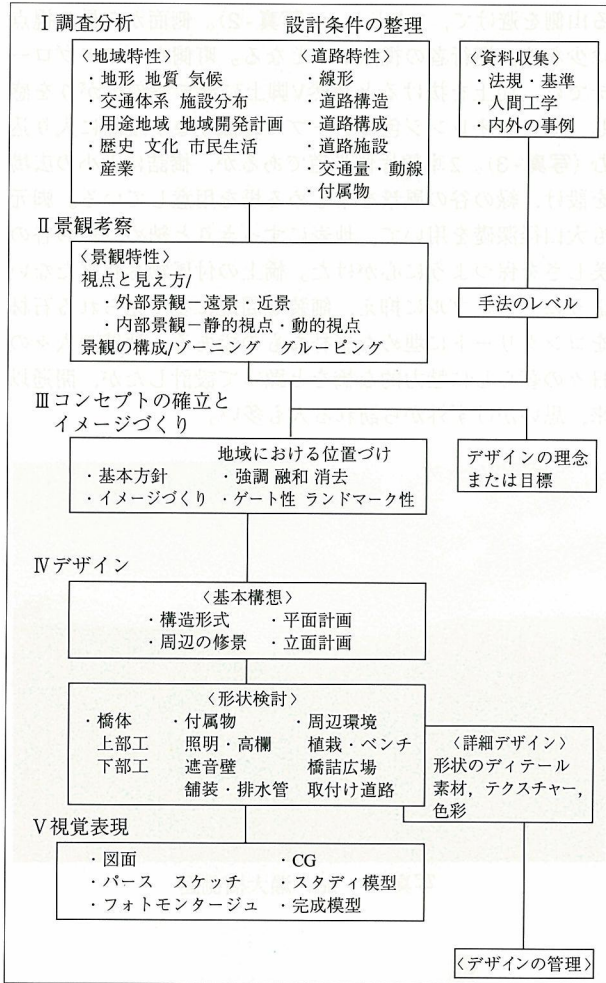 Ⅰ調査分析
設計条件の整理
〈地域特性〉
・地形 地質 気候
・交通体系 施設分布
・用途地域 地域開発計画
・歴史 文化 市民生活
・産業
〈道路特性〉
・線形
・道路構造
・道路構成
・道路施設
・交通量・動線
・付属物
〈資料収集〉
・法規・基準
・人間工学
・内外の事例
Ⅱ景観考察
〈景観特性〉
視点と見え方/
・外部景観－遠景・近景
・内部景観－静的視点・動的視点
景観の構成/ゾーニング グルーピング
手法のレベル
Ⅲコンセプトの確立と
イメージづくり
地域における位置づけ
・基本方針 ・強調 融和 消去
・イメージづくり ・ゲート性 ランドマーク性
デザインの理念
または目標
Ⅳデザイン
〈基本構想〉
・構造形式 ・平面計画
・周辺の修景 ・立面計画
〈形状検討〉
・橋体 ・付属物 ・周辺環境
上部工 照明・高欄 植栽・ベンチ
下部工 遮音壁 橋詰広場
舗装・排水管 取付け道路
〈詳細デザイン〉
形状のディテール
素材，テクスチャー，
色彩
Ⅴ視覚表現
・図面 ・CG
・パース スケッチ ・スタディ模型
・フォトモンタージュ ・完成模型
〈デザインの管理〉